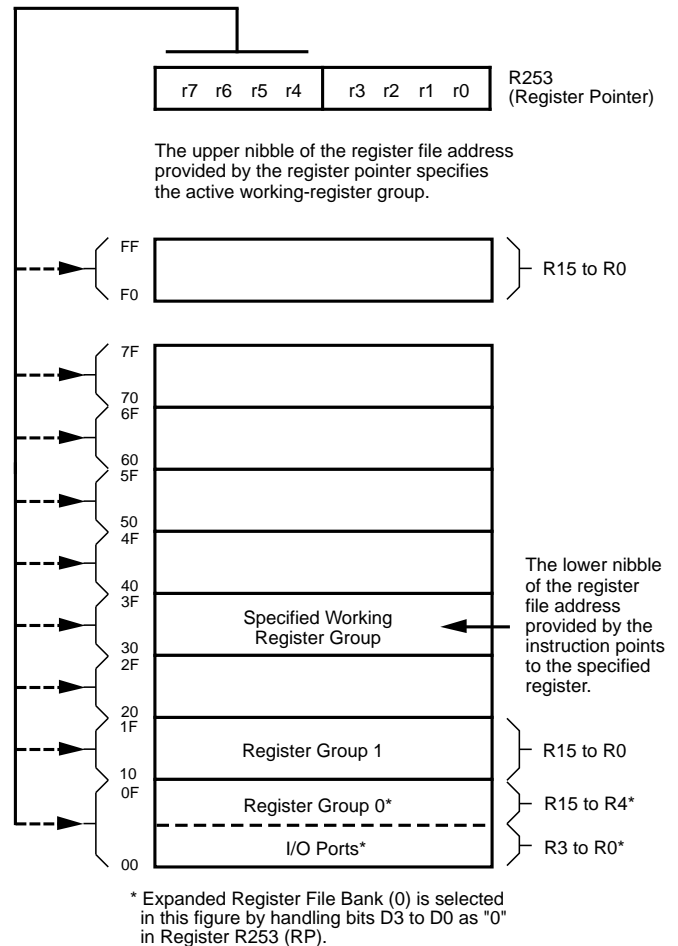 r7 r6 r5 r4 r3 r2 r1 r0
R253
(Register Pointer)
The upper nibble of the register file address
provided by the register pointer specifies
the active working-register group.
FF
F0
R15 to R0
7F
70
6F
60
5F
50
4F
40
3F
Specified Working
Register Group
30
The lower nibble
of the register
file address
provided by the
instruction points
to the specified
register.
2F
20
1F
Register Group 1
R15 to R0
10
0F
Register Group 0*
R15 to R4*
I/O Ports*
R3 to R0*
00
* Expanded Register File Bank (0) is selected
in this figure by handling bits D3 to D0 as "0"
in Register R253 (RP).